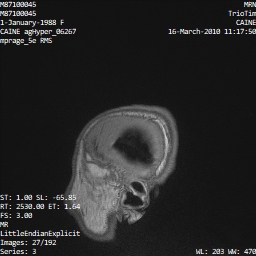 M87100045
MRN
M87100045
TrioTim
1-January-1988 F
CAINE
CAINE agHyper_06267
16-March-2010 11:17:50
mprage_5e RMS
ST: 1.00 SL: -65.85
RT: 2530.00 ET: 1.64
FS: 3.00
MR
LittleEndianExplicit
Images: 27/192
Series: 3
WL: 203 WW: 470